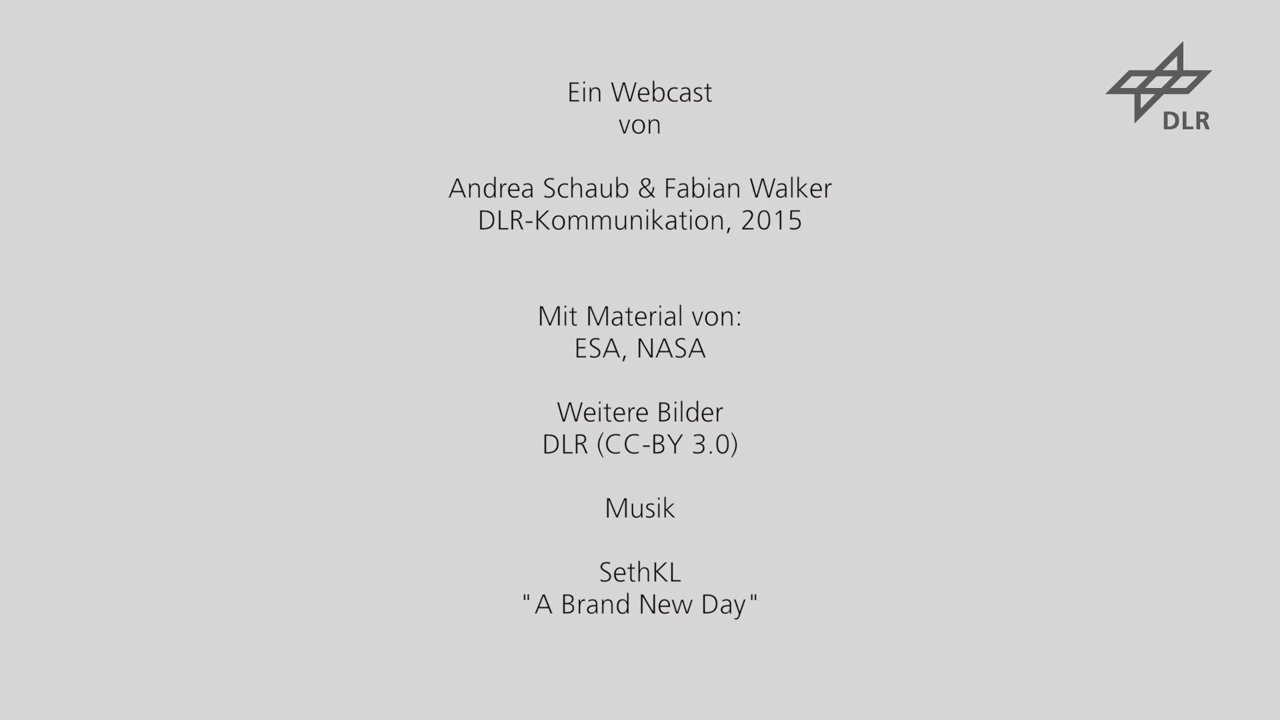 Ein Webcast
von
Andrea Schaub & Fabian Walker
DLR-Kommunikation, 2015
Mit Material von:
ESA, NASA
Weitere Bilder
DLR (CC-BY 3.0)
Musik
SethKL
"A Brand New Day"
DLR